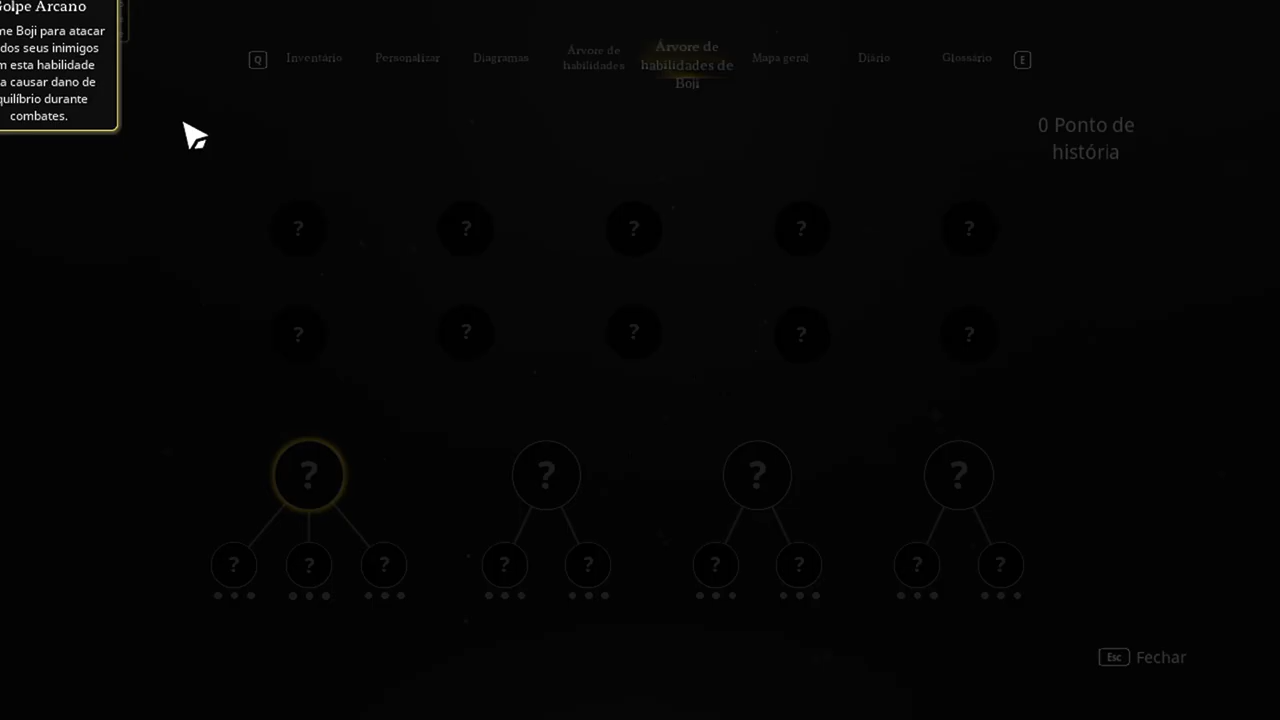 Golpe Arcano
me Boji para atacar
dos seus inimigos
m esta habilidade
a causar dano de
quilíbrio durante
combates.
Q
Inventário
Personalizar
Diagramas
Árvore de
habilidades
Árvore de
habilidades de
Boji
Mapa geral
Diário
Glossário
E
0 Ponto de
história
? ? ? ? ?
? ? ? ? ?
? ? ? ?
? ? ? ? ? ? ? ? ?
Esc Fechar